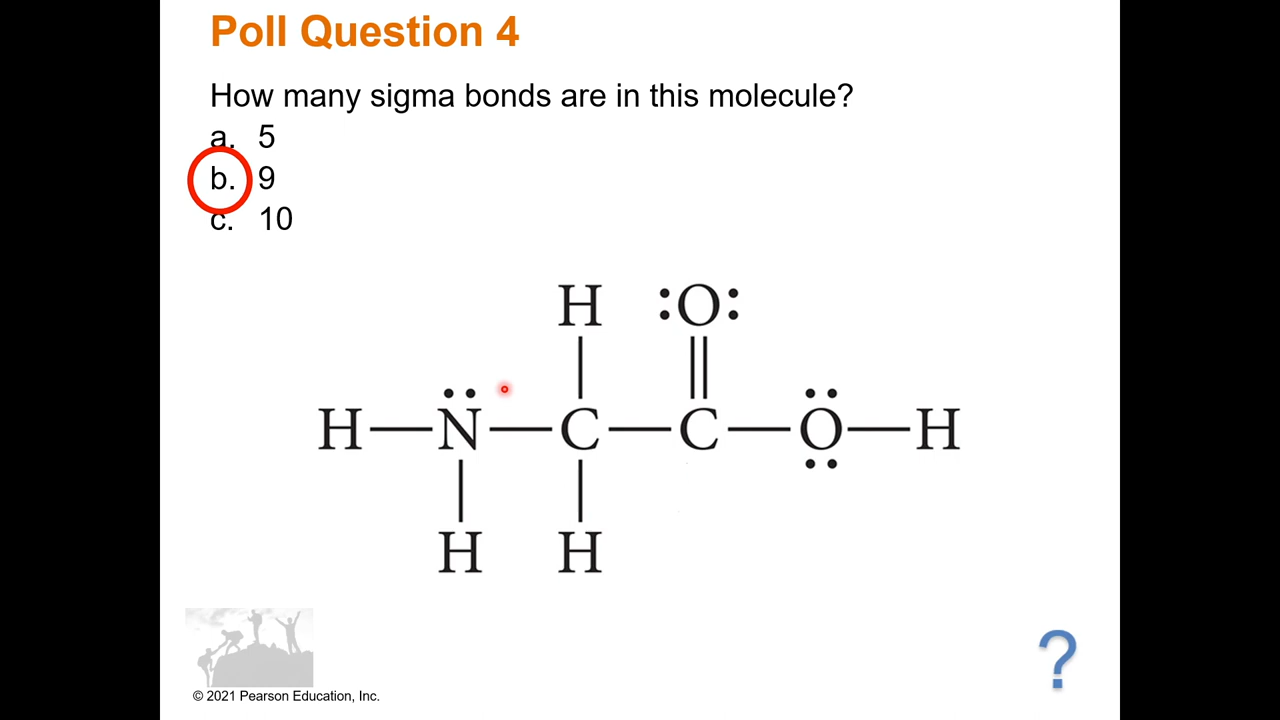 Poll Question 4
How many sigma bonds are in this molecule?
a. 5
b. 9
c. 10
H :O:
H—N—C—C—O—H
H H
?
© 2021 Pearson Education, Inc.